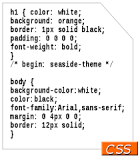 h1 { color: white;
background: orange;
border: 1px solid black;
padding: 0 0 0 0;
font-weight: bold;
}
/* begin: seaside-theme */

body {
background-color:white;
color:black;
font-family:Arial,sans-serif;
margin: 0 4px 0 0;
border: 12px solid;
}
CSS